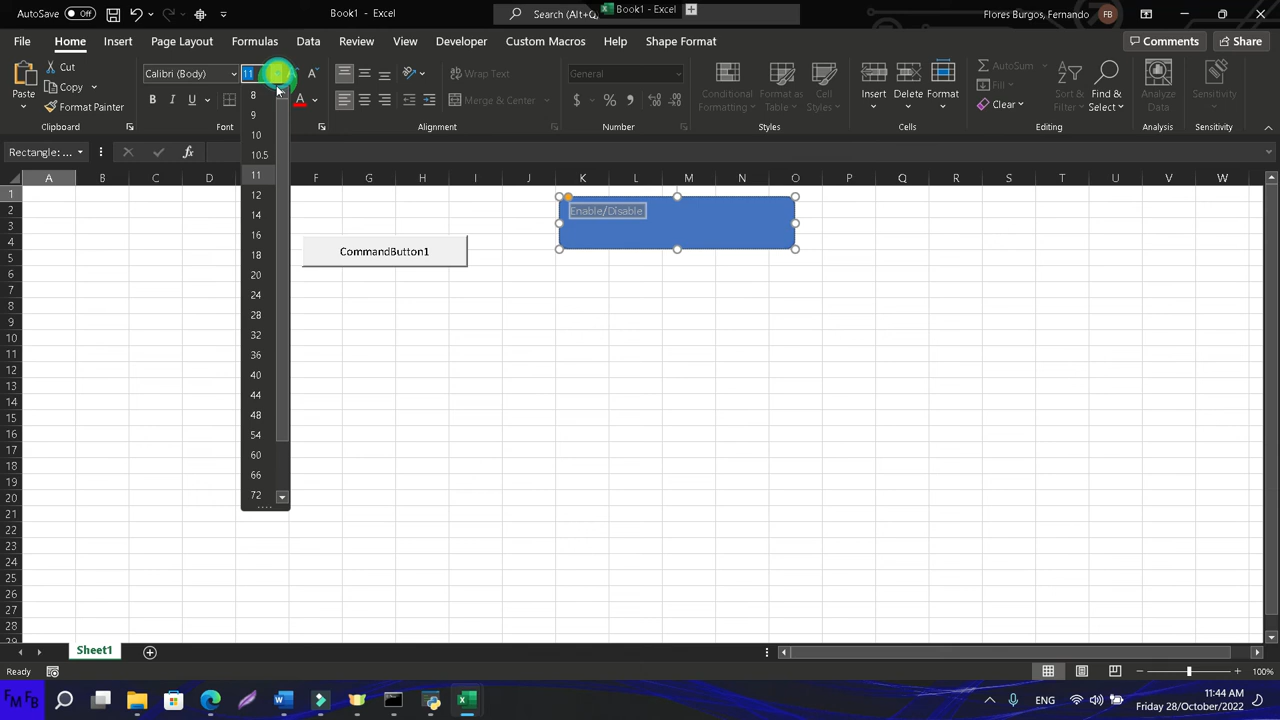 AutoSave Off Book1 - Excel Search (Alt+Q) Book1 - Excel Flores Burgos, Fernando FB
File Home Insert Page Layout Formulas Data Review View Developer Custom Macros Help Shape Format Comments Share
Paste Cut Copy Format Painter
Calibri (Body) 11 A A
B I U A
Wrap Text
Merge & Center
General
$ % 9
Conditional Formatting Format as Table Cell Styles
Insert Delete Format
AutoSum
Fill
Clear
Sort & Filter Find & Select
Analyze Data
Sensitivity
Clipboard Font Alignment Number Styles Cells Editing Analysis Sensitivity
Rectangle: ... fx
A B C D F G H I J K L M N O P Q R S T U V W
1
2
3
4
5
6
7
8
9
10
11
12
13
14
15
16
17
18
19
20
21
22
23
24
25
26
27
28
29
8
9
10
10.5
11
12
14
16
18
20
24
28
32
36
40
44
48
54
60
66
72
Enable/Disable
CommandButton1
Sheet1
Ready 100%
FM FB ENG 11:44 AM
Friday 28/October/2022